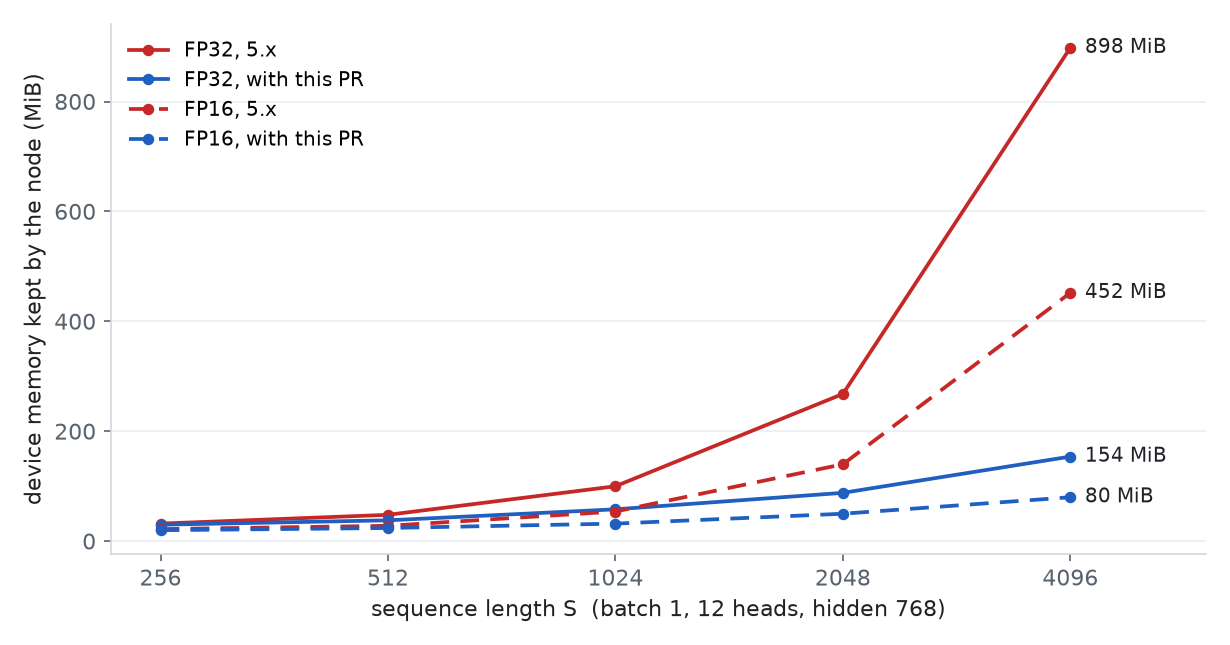 FP32, 5.x
FP32, with this PR
FP16, 5.x
FP16, with this PR
898 MiB
452 MiB
154 MiB
80 MiB
device memory kept by the node (MiB)
800
600
400
200
0
256
512
1024
2048
4096
sequence length S (batch 1, 12 heads, hidden 768)